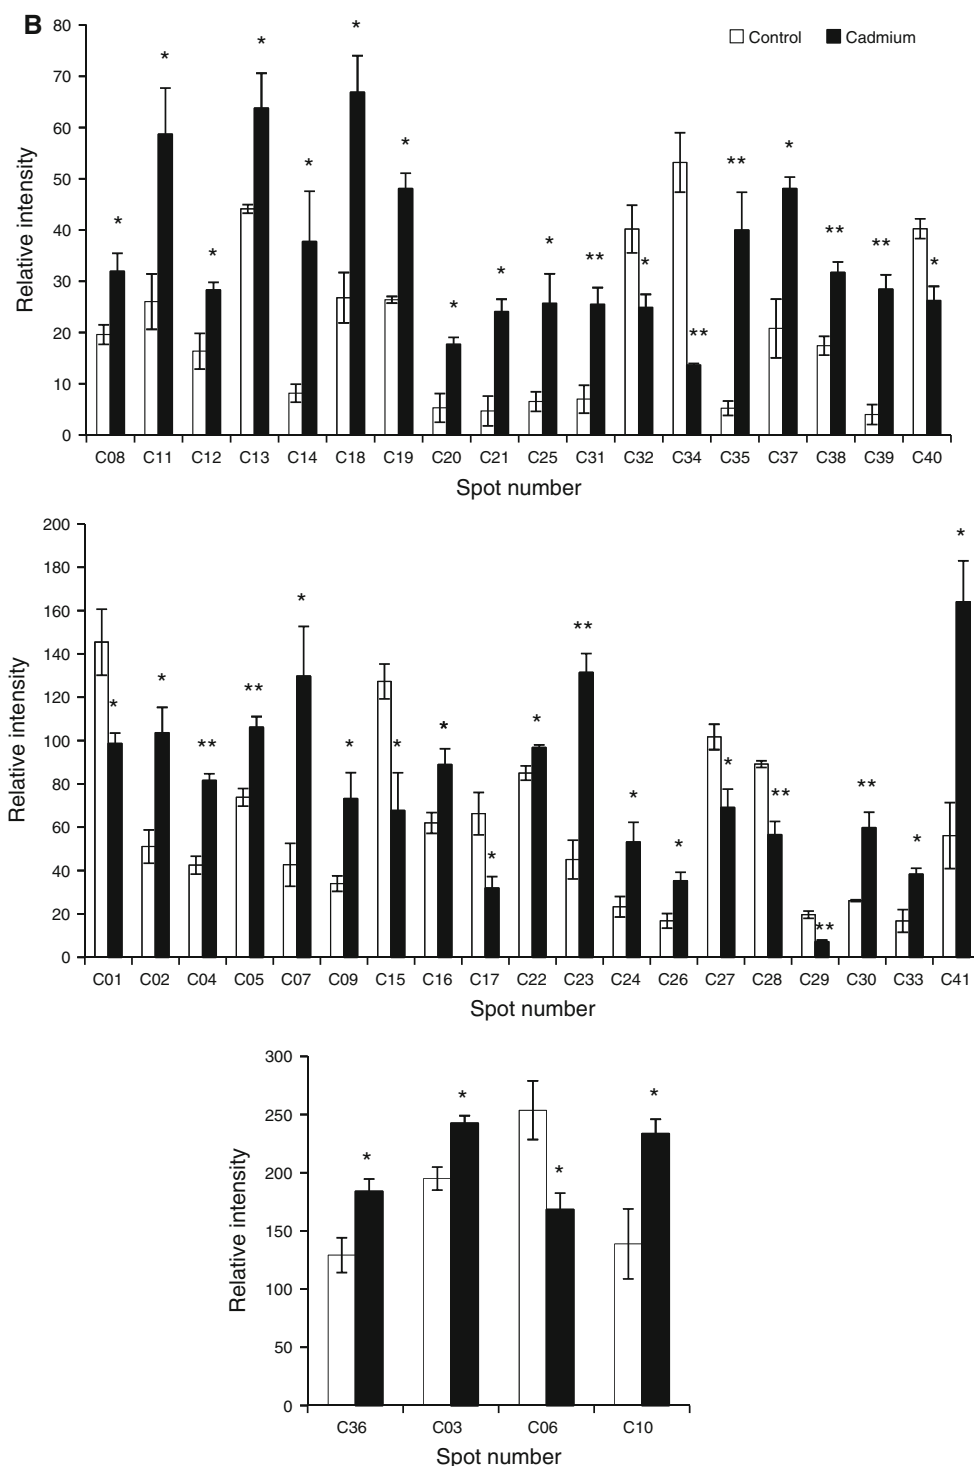 B
Control Cadmium
80
70
60
50
40
30
20
10
0
Relative intensity
* * * * * * * * * * ** * ** ** * ** ** *
C08 C11 C12 C13 C14 C18 C19 C20 C21 C25 C31 C32 C34 C35 C37 C38 C39 C40
Spot number
200
180
160
140
120
100
80
60
40
20
0
Relative intensity
* * ** ** * * * * * * ** * * * ** ** ** * *
C01 C02 C04 C05 C07 C09 C15 C16 C17 C22 C23 C24 C26 C27 C28 C29 C30 C33 C41
Spot number
300
250
200
150
100
50
0
Relative intensity
* * * *
C36 C03 C06 C10
Spot number